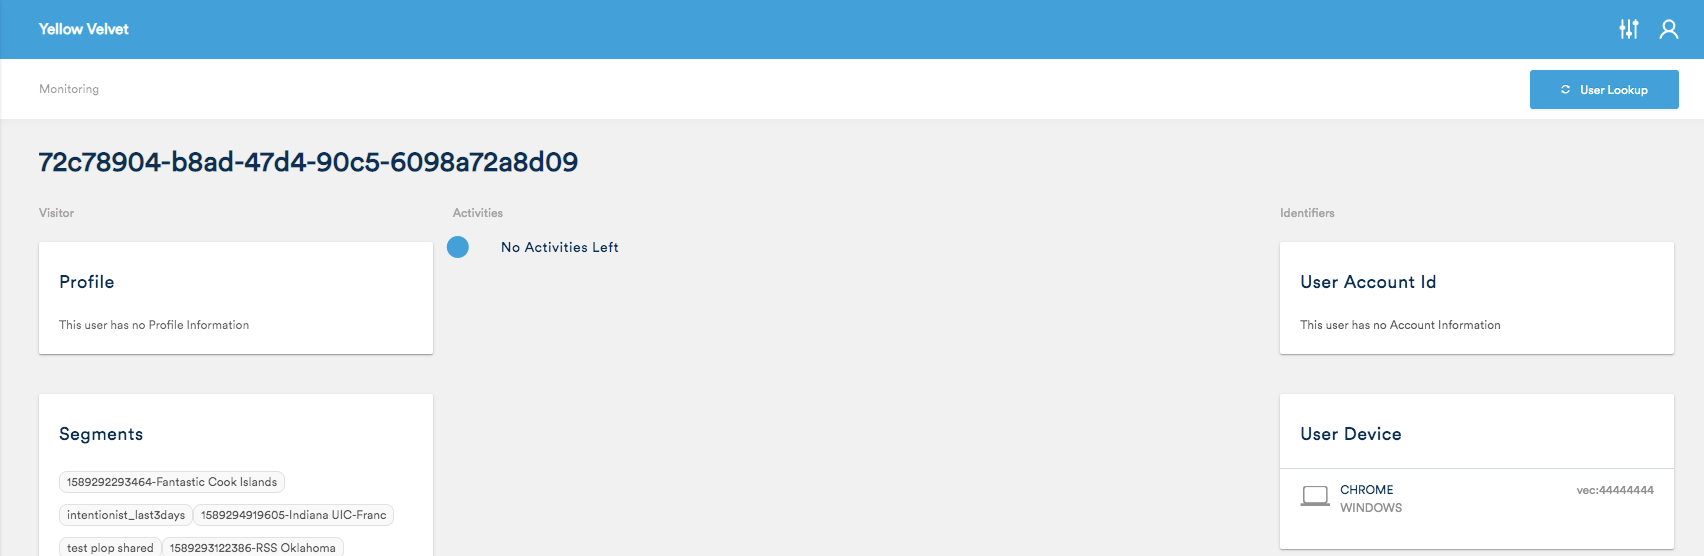 Yellow Velvet
Monitoring
User Lookup
72c78904-b8ad-47d4-90c5-6098a72a8d09
Visitor
Profile
This user has no Profile Information
Segments
1589292293464-Fantastic Cook Islands
intentionist_last3days 1589294919605-Indiana UIC-Franc
test plop shared 1589293122386-RSS Oklahoma
Activities
No Activities Left
Identifiers
User Account Id
This user has no Account Information
User Device
CHROME vec:44444444
WINDOWS